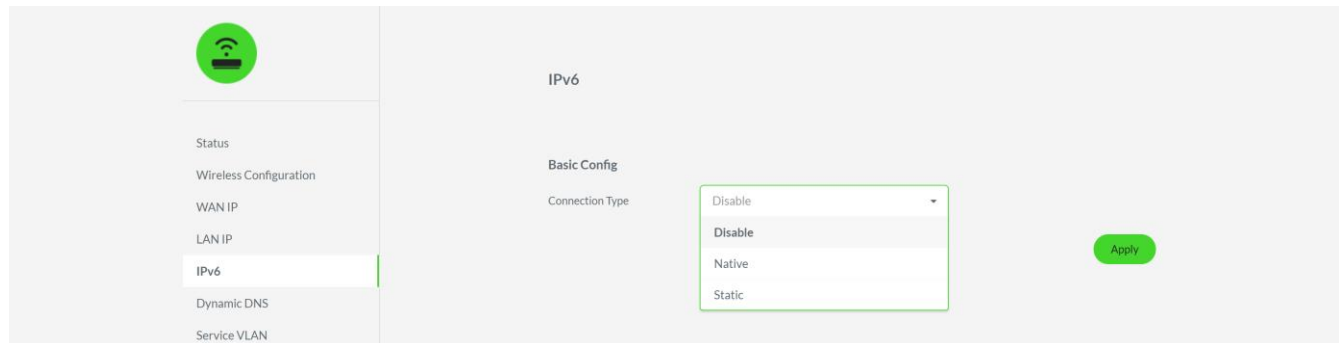 IPv6
Status
Wireless Configuration
WAN IP
LAN IP
IPv6
Dynamic DNS
Service VLAN
Basic Config
Connection Type
Disable
Disable
Native
Static
Apply